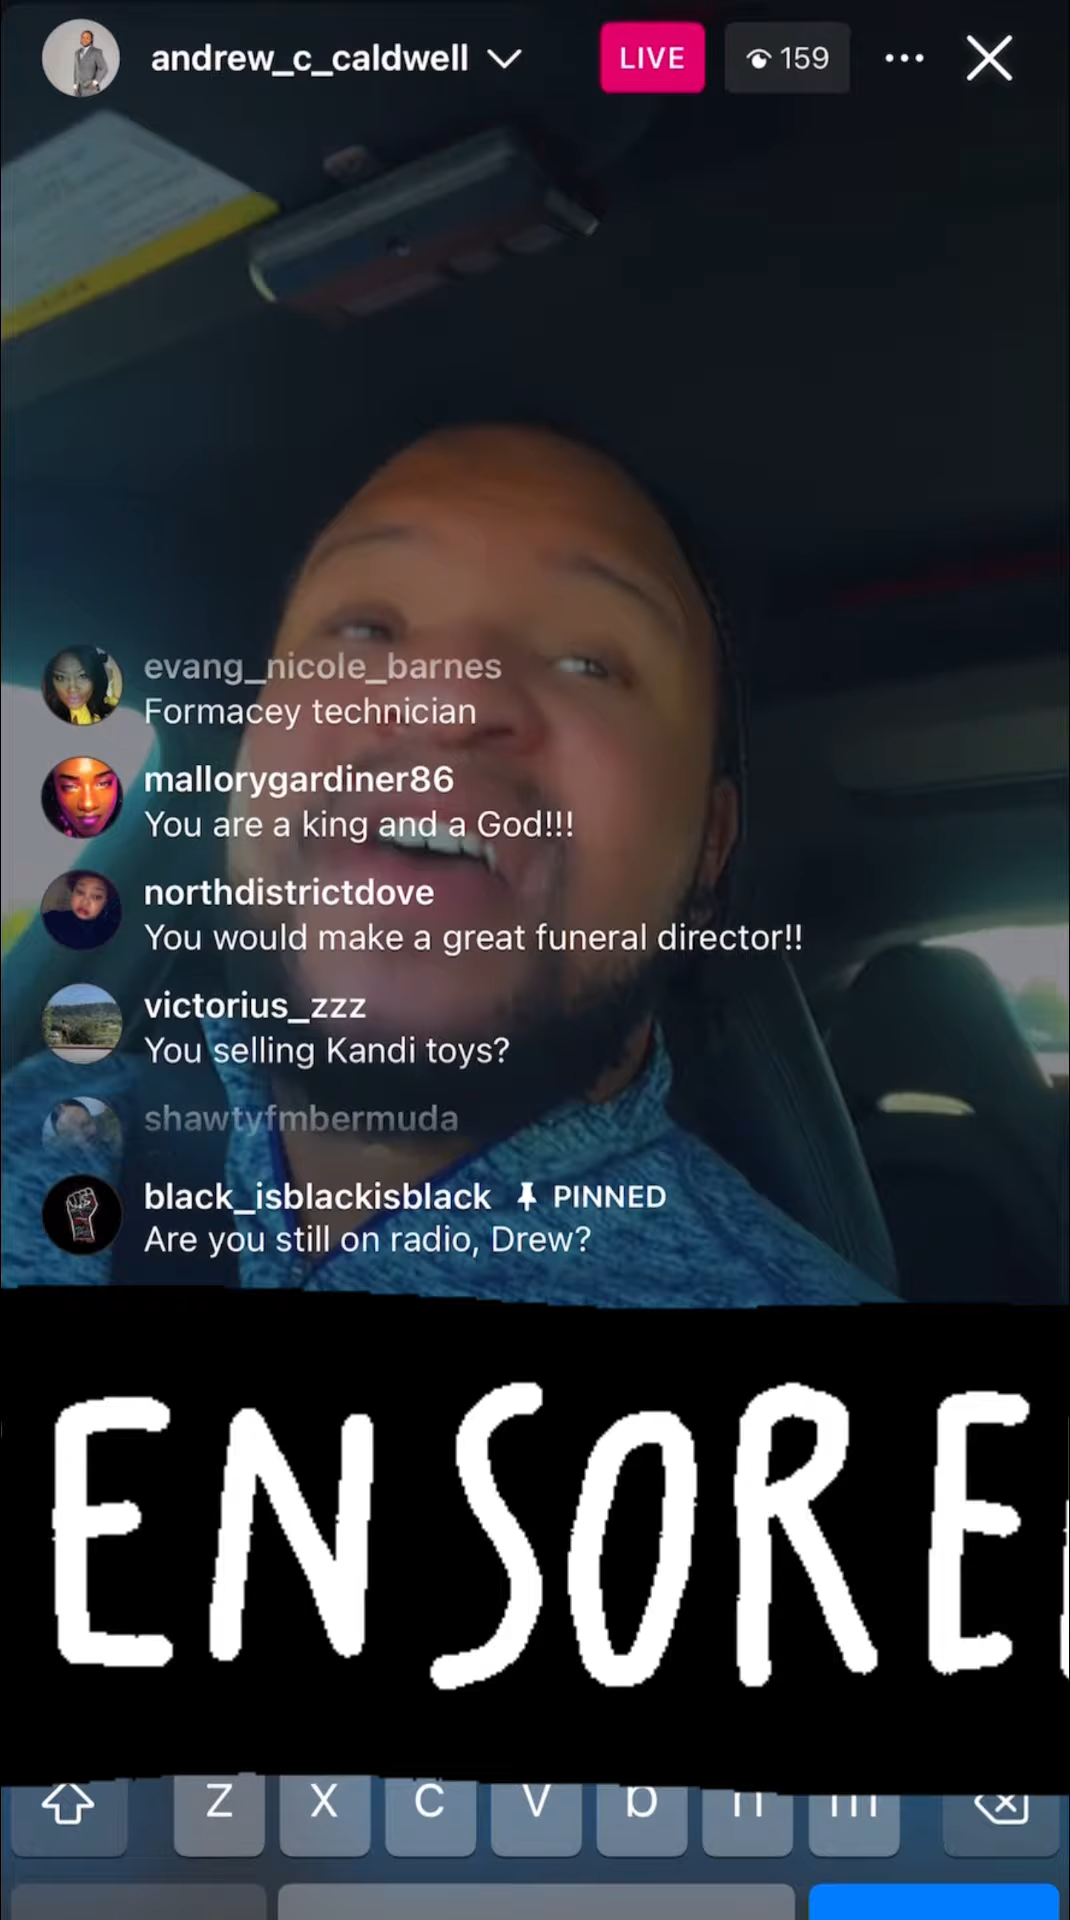 andrew_c_caldwell
LIVE
159
evang_nicole_barnes
Formacey technician
mallorygardiner86
You are a king and a God!!!
northdistrictdove
You would make a great funeral director!!
victorius_zzz
You selling Kandi toys?
shawtyfmbermuda
black_isblackisblack PINNED
Are you still on radio, Drew?
ENSORE
z x c v b n m